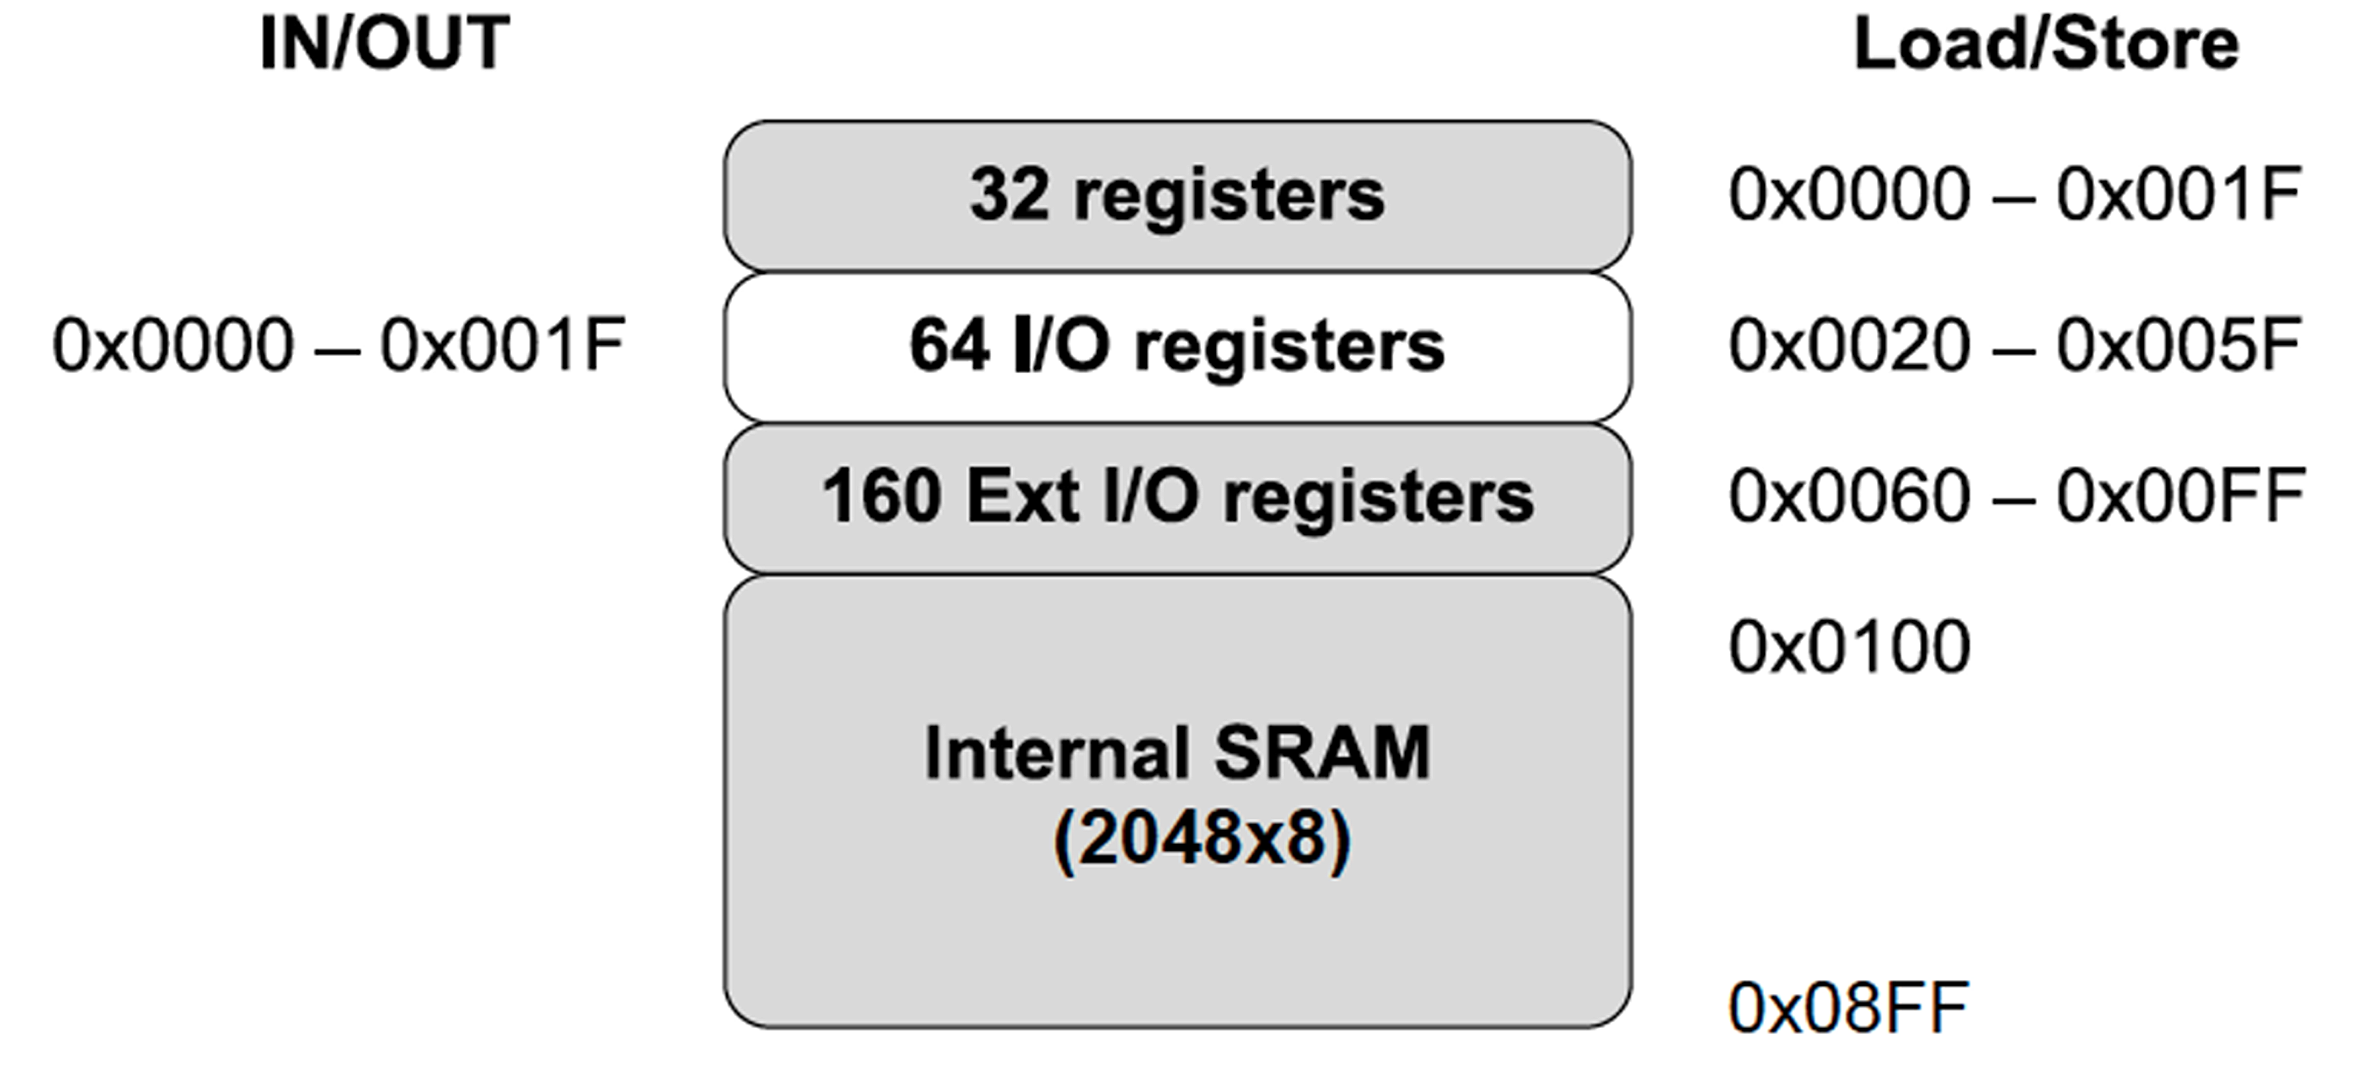 IN/OUT
Load/Store
32 registers
0x0000 – 0x001F
0x0000 – 0x001F
64 I/O registers
0x0020 – 0x005F
160 Ext I/O registers
0x0060 – 0x00FF
0x0100
Internal SRAM
(2048x8)
0x08FF